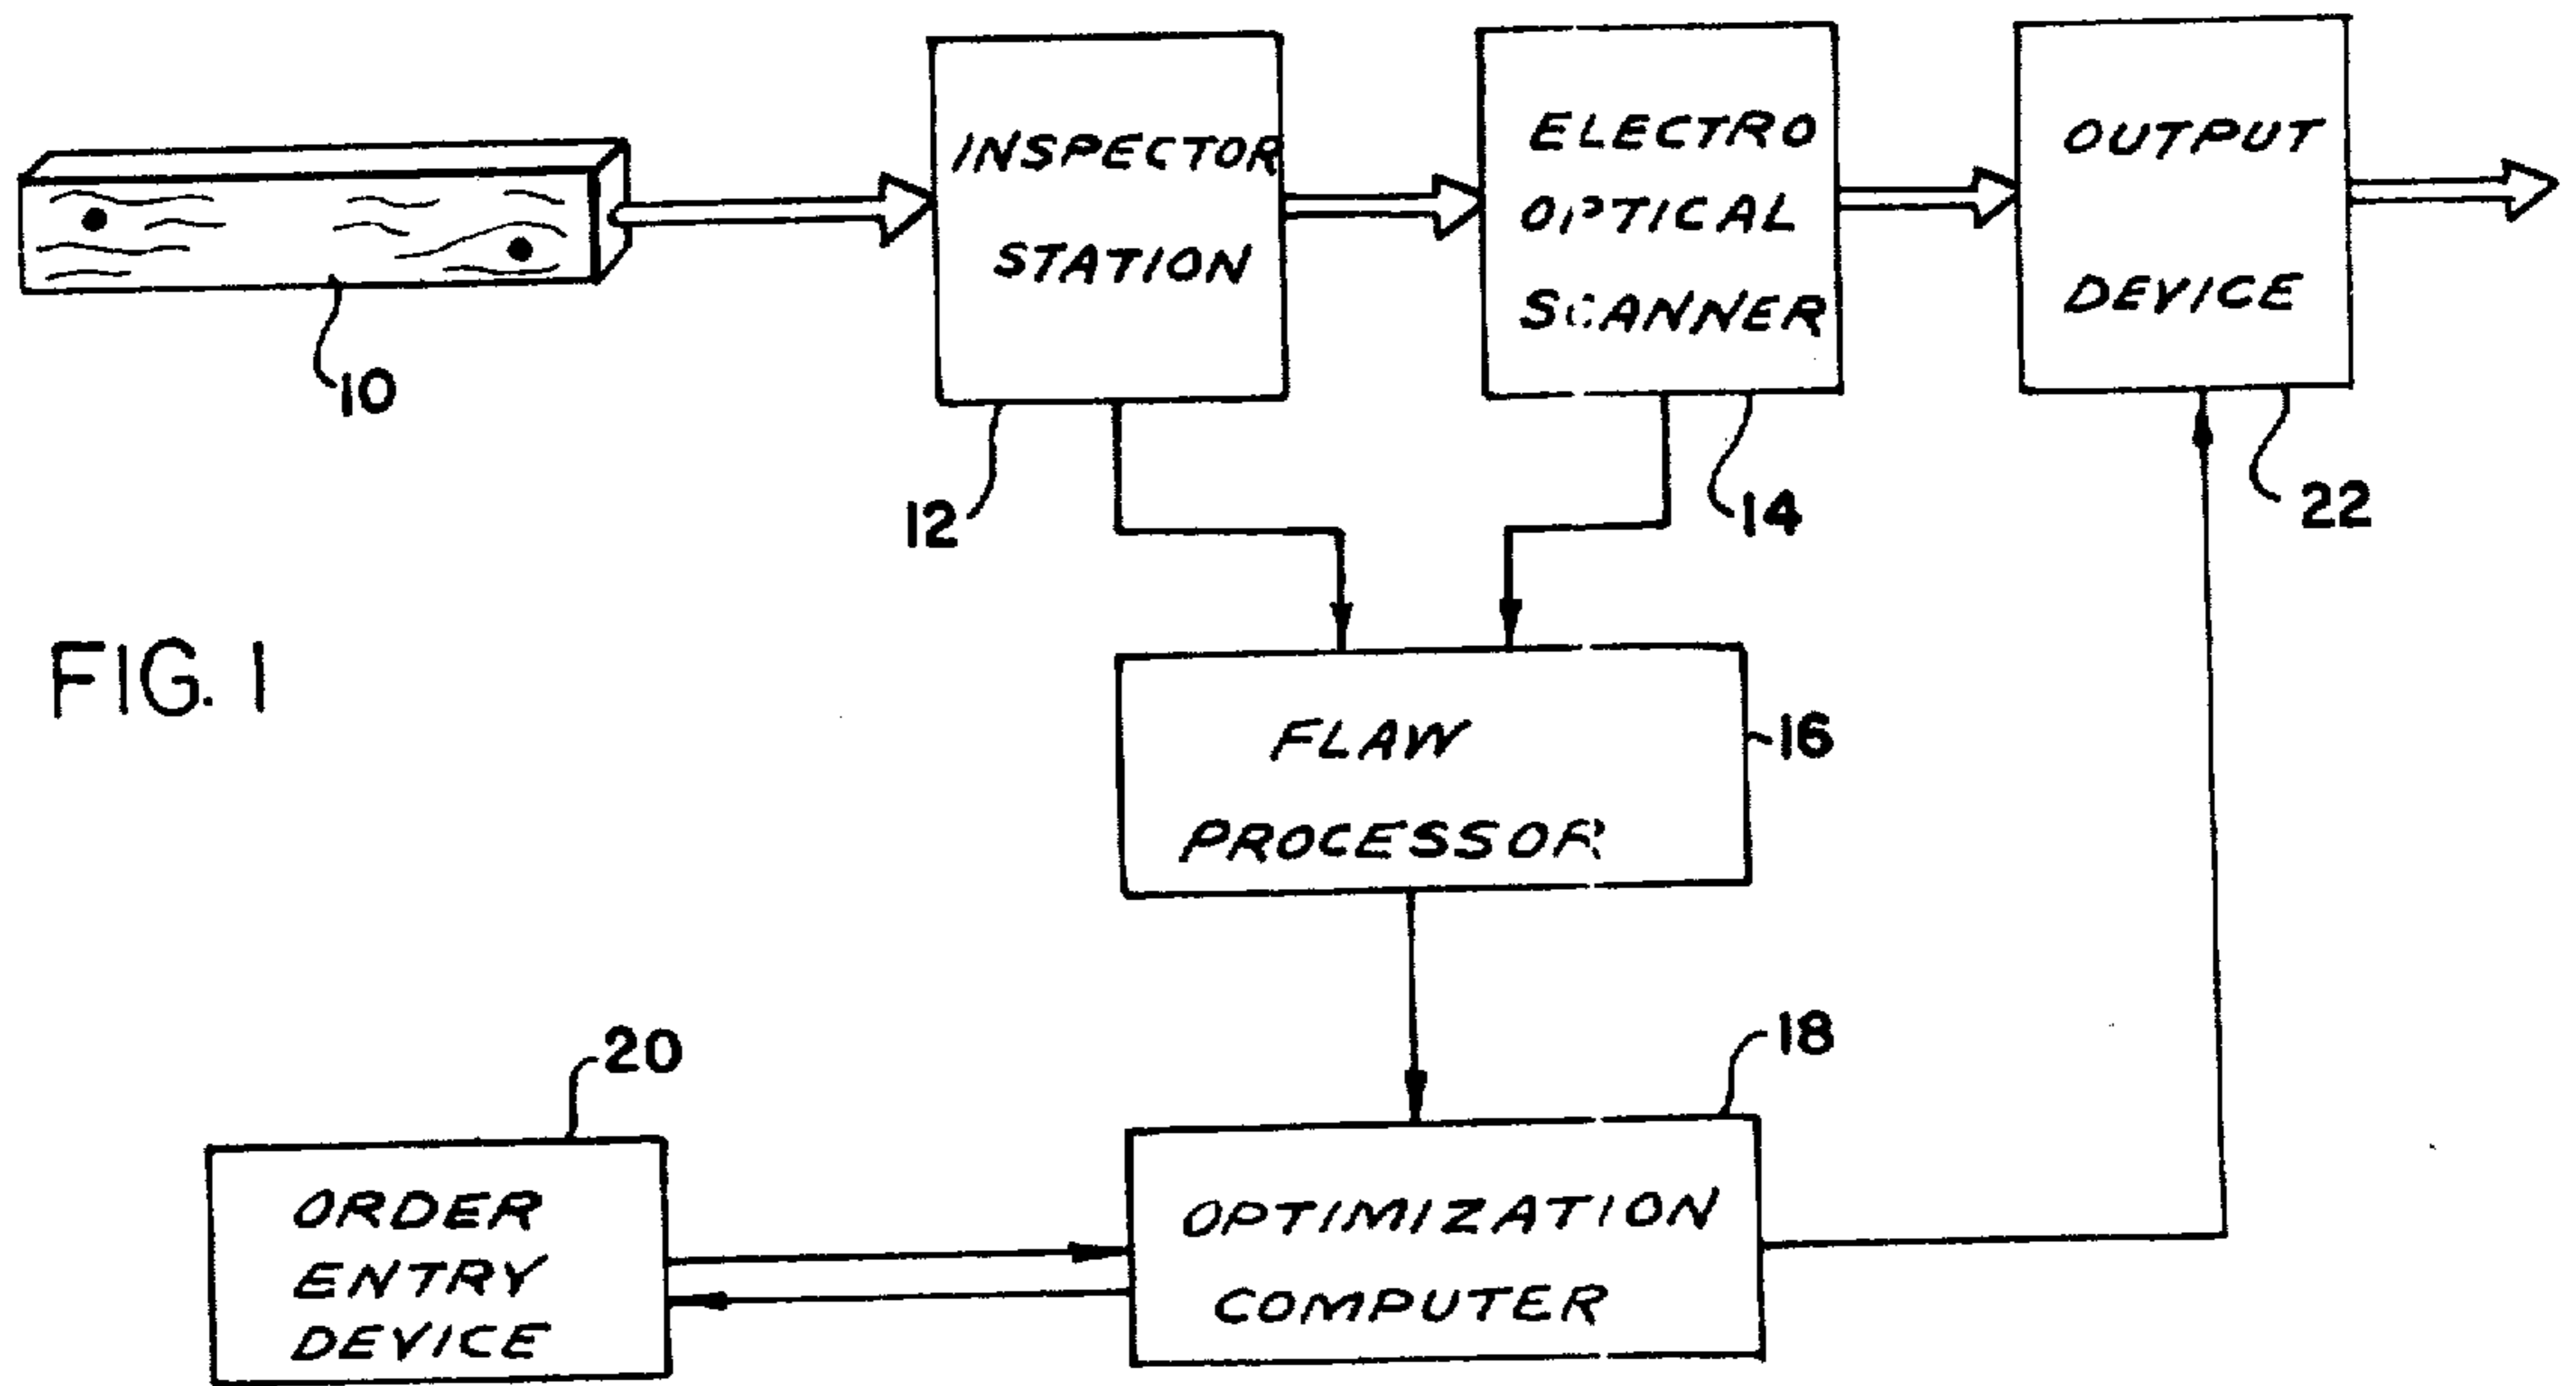 INSPECTOR
STATION
ELECTRO
OPTICAL
SCANNER
OUTPUT
DEVICE
10
12
14
22
FIG. 1
FLAW
PROCESSOR
16
20
18
ORDER
ENTRY
DEVICE
OPTIMIZATION
COMPUTER